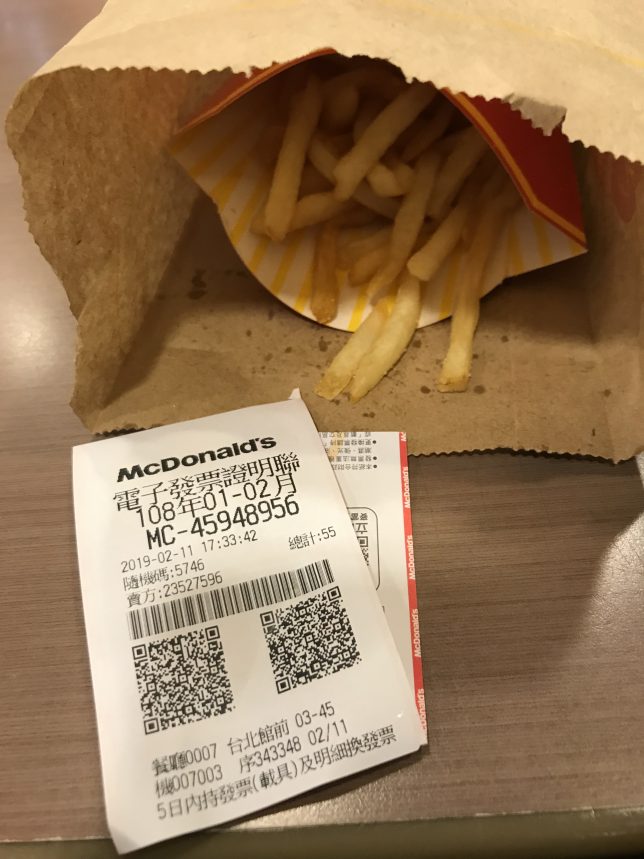 McDonald's
電子發票證明聯
108年01-02月
MC-45948956
2019-02-11 17:33:42 總計:55
隨機碼:5746
賣方:23527596
餐廳0007 台北館前 03-45
機007003 序343348 02/11
5日內持發票(載具)及明細換發票
McDonald's
McDonald's
McDonald's
McDonald's